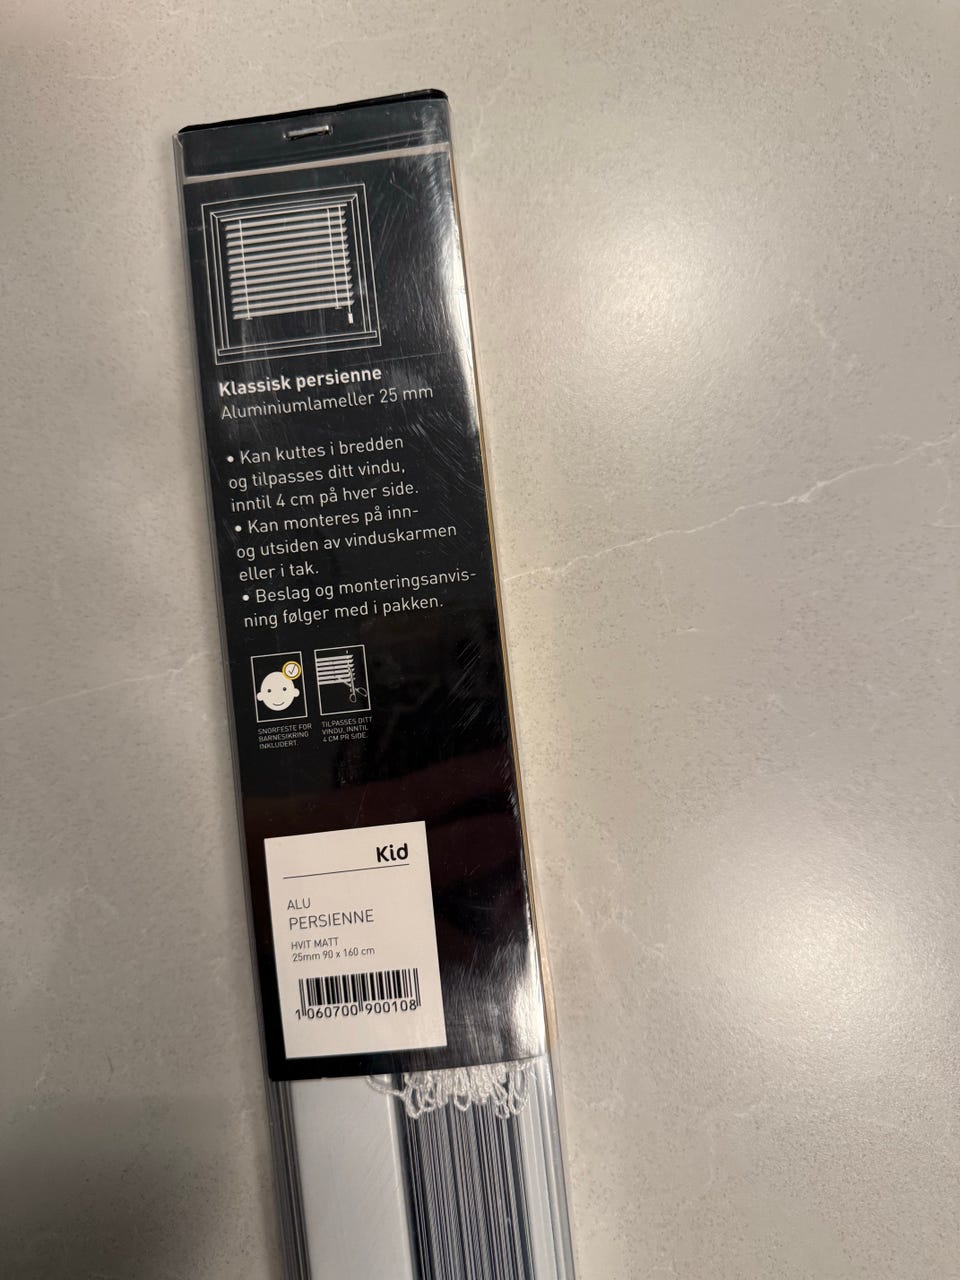 Klassisk persienne
Aluminiumlameller 25 mm
• Kan kuttes i bredden
og tilpasses ditt vindu,
inntil 4 cm på hver side.
• Kan monteres på inn-
og utsiden av vinduskarmen
eller i tak.
• Beslag og monteringsanvis-
ning følger med i pakken.
SNORFESTE FOR
BARNESIKRING
INKLUDERT.
TILPASSES DITT
VINDU, INNTIL
4 CM PR SIDE.
Kid
ALU
PERSIENNE
HVIT MATT
25mm 90 x 160 cm
1 060700 900108